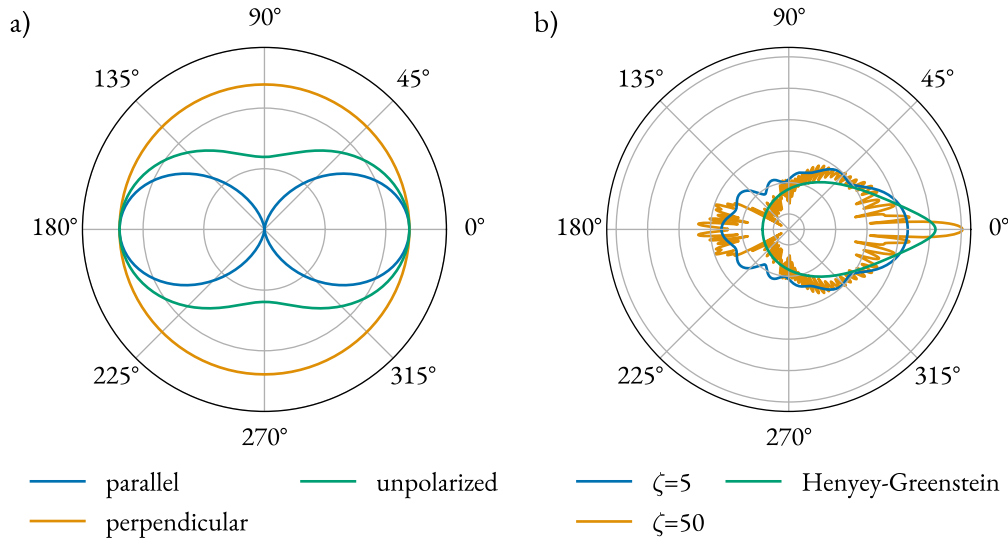 a)
90°
135°
45°
180°
0°
225°
315°
270°
parallel
unpolarized
perpendicular
b)
90°
135°
45°
180°
0°
225°
315°
270°
ζ=5
Henyey-Greenstein
ζ=50